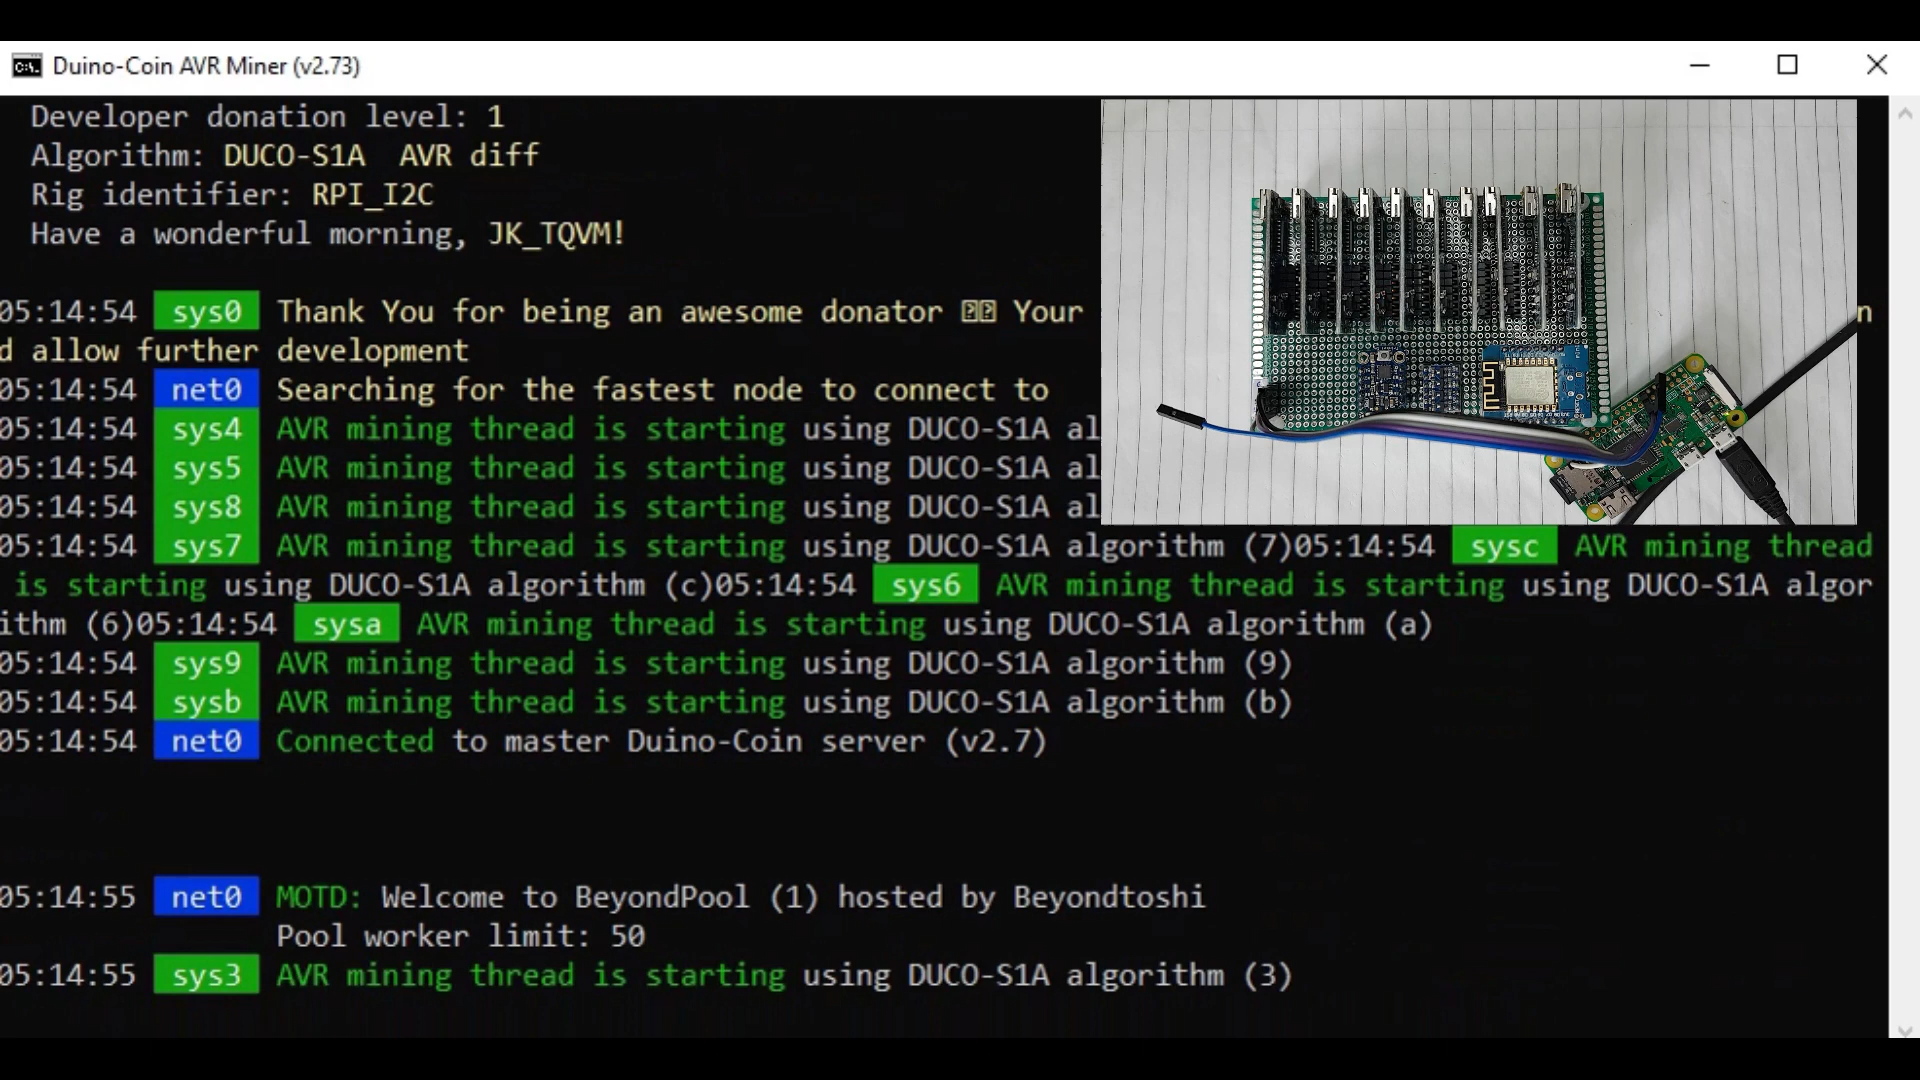 Duino-Coin AVR Miner (v2.73)
Developer donation level: 1
Algorithm: DUCO-S1A AVR diff
Rig identifier: RPI_I2C
Have a wonderful morning, JK_TQVM!
05:14:54 sys0 Thank You for being an awesome donator Your n
d allow further development
05:14:54 net0 Searching for the fastest node to connect to
05:14:54 sys4 AVR mining thread is starting using DUCO-S1A al
05:14:54 sys5 AVR mining thread is starting using DUCO-S1A al
05:14:54 sys8 AVR mining thread is starting using DUCO-S1A al
05:14:54 sys7 AVR mining thread is starting using DUCO-S1A algorithm (7)05:14:54 sysc AVR mining thread
is starting using DUCO-S1A algorithm (c)05:14:54 sys6 AVR mining thread is starting using DUCO-S1A algor
ithm (6)05:14:54 sysa AVR mining thread is starting using DUCO-S1A algorithm (a)
05:14:54 sys9 AVR mining thread is starting using DUCO-S1A algorithm (9)
05:14:54 sysb AVR mining thread is starting using DUCO-S1A algorithm (b)
05:14:54 net0 Connected to master Duino-Coin server (v2.7)
05:14:55 net0 MOTD: Welcome to BeyondPool (1) hosted by Beyondtoshi
Pool worker limit: 50
05:14:55 sys3 AVR mining thread is starting using DUCO-S1A algorithm (3)